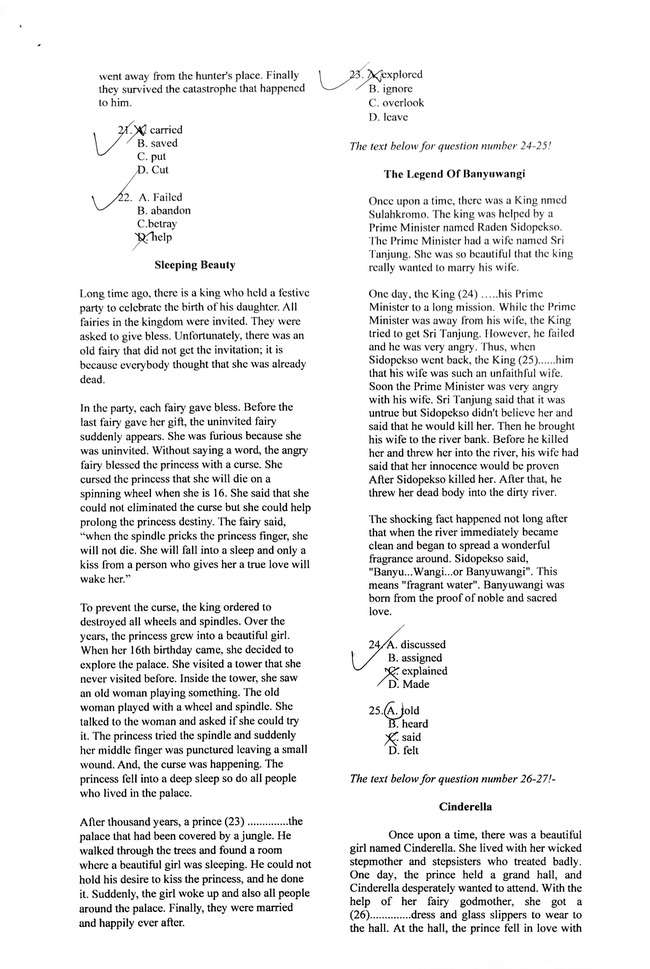 went away from the hunter's place. Finally
they survived the catastrophe that happened
to him.
21. A. carried
B. saved
C. put
D. Cut
22. A. Failed
B. abandon
C.betray
D. help
Sleeping Beauty
Long time ago, there is a king who held a festive
party to celebrate the birth of his daughter. All
fairies in the kingdom were invited. They were
asked to give bless. Unfortunately, there was an
old fairy that did not get the invitation; it is
because everybody thought that she was already
dead.
In the party, each fairy gave bless. Before the
last fairy gave her gift, the uninvited fairy
suddenly appears. She was furious because she
was uninvited. Without saying a word, the angry
fairy blessed the princess with a curse. She
cursed the princess that she will die on a
spinning wheel when she is 16. She said that she
could not eliminated the curse but she could help
prolong the princess destiny. The fairy said,
“when the spindle pricks the princess finger, she
will not die. She will fall into a sleep and only a
kiss from a person who gives her a true love will
wake her.”
To prevent the curse, the king ordered to
destroyed all wheels and spindles. Over the
years, the princess grew into a beautiful girl.
When her 16th birthday came, she decided to
explore the palace. She visited a tower that she
never visited before. Inside the tower, she saw
an old woman playing something. The old
woman played with a wheel and spindle. She
talked to the woman and asked if she could try
it. The princess tried the spindle and suddenly
her middle finger was punctured leaving a small
wound. And, the curse was happening. The
princess fell into a deep sleep so do all people
who lived in the palace.
After thousand years, a prince (23) ..............the
palace that had been covered by a jungle. He
walked through the trees and found a room
where a beautiful girl was sleeping. He could not
hold his desire to kiss the princess, and he done
it. Suddenly, the girl woke up and also all people
around the palace. Finally, they were married
and happily ever after.
23. A. explored
B. ignore
C. overlook
D. leave
The text below for question number 24-25!
The Legend Of Banyuwangi
Once upon a time, there was a King nmed
Sulahkromo. The king was helped by a
Prime Minister named Raden Sidopekso.
The Prime Minister had a wife named Sri
Tanjung. She was so beautiful that the king
really wanted to marry his wife.
One day, the King (24) .....his Prime
Minister to a long mission. While the Prime
Minister was away from his wife, the King
tried to get Sri Tanjung. However, he failed
and he was very angry. Thus, when
Sidopekso went back, the King (25)......him
that his wife was such an unfaithful wife.
Soon the Prime Minister was very angry
with his wife. Sri Tanjung said that it was
untrue but Sidopekso didn't believe her and
said that he would kill her. Then he brought
his wife to the river bank. Before he killed
her and threw her into the river, his wife had
said that her innocence would be proven
After Sidopekso killed her. After that, he
threw her dead body into the dirty river.
The shocking fact happened not long after
that when the river immediately became
clean and began to spread a wonderful
fragrance around. Sidopekso said,
"Banyu...Wangi...or Banyuwangi". This
means "fragrant water". Banyuwangi was
born from the proof of noble and sacred
love.
24. A. discussed
B. assigned
C. explained
D. Made
25. A. told
B. heard
C. said
D. felt
The text below for question number 26-27!-
Cinderella
Once upon a time, there was a beautiful
girl named Cinderella. She lived with her wicked
stepmother and stepsisters who treated badly.
One day, the prince held a grand hall, and
Cinderella desperately wanted to attend. With the
help of her fairy godmother, she got a
(26)..............dress and glass slippers to wear to
the hall. At the hall, the prince fell in love with